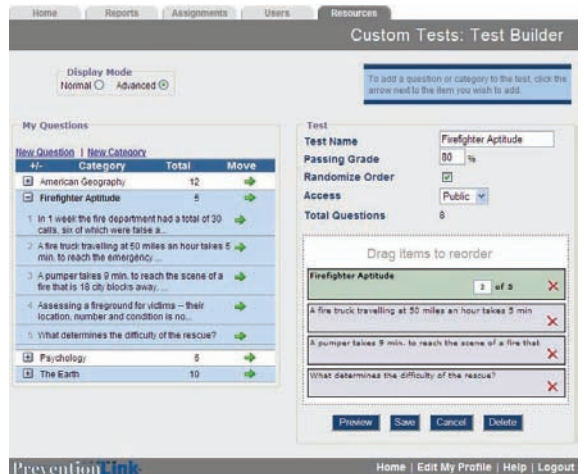 Home Reports Assignments Users Resources
Custom Tests: Test Builder
Display Mode
Normal Advanced
To add a question or category to the test, click the
arrow next to the item you wish to add.
My Questions
New Question | New Category
+/- Category Total Move
American Geography 12
Firefighter Aptitude 5
1 In 1 week the fire department had a total of 30
calls, six of which were false a...
2 A fire truck travelling at 50 miles an hour takes 5
min. to reach the emergency ...
3 A pumper takes 9 min. to reach the scene of a
fire that is 18 city blocks away. ...
4 Assessing a fireground for victims -- their
location, number and condition is no...
5 What determines the difficulty of the rescue?
Psychology 5
The Earth 10
Test
Test Name Firefighter Aptitude
Passing Grade 80 %
Randomize Order
Access Public
Total Questions 6
Drag items to reorder
Firefighter Aptitude
3 of 5
A fire truck travelling at 50 miles an hour takes 5 min
A pumper takes 9 min. to reach the scene of a fire that
What determines the difficulty of the rescue?
Preview Save Cancel Delete
PreventionLink
Home | Edit My Profile | Help | Logout